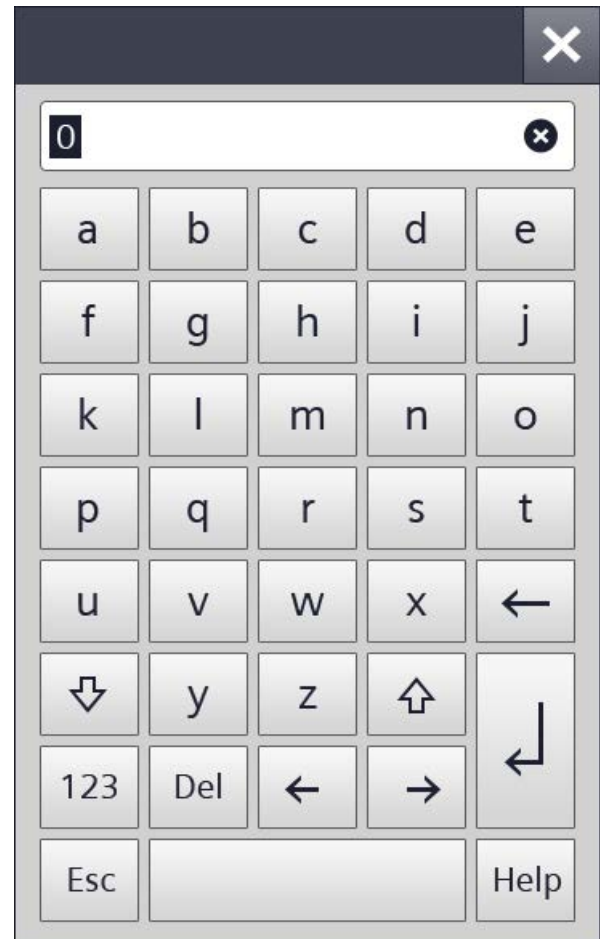 0
a b c d e
f g h i j
k l m n o
p q r s t
u v w x ←
y z
123 Del ← →
Esc Help